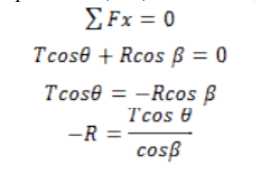 ∑ Fx = 0
Tcosθ + Rcos β = 0
Tcosθ = −Rcos β
−R = Tcos θ / cosβ